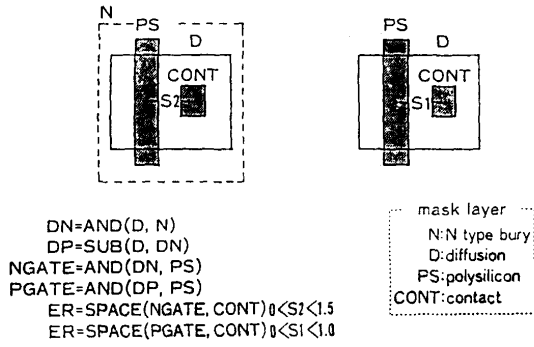 N
PS
D
CONT
S2
PS
D
CONT
S1
DN=AND(D, N)
DP=SUB(D, DN)
NGATE=AND(DN, PS)
PGATE=AND(DP, PS)
ER=SPACE(NGATE, CONT) 0<S2<1.5
ER=SPACE(PGATE, CONT) 0<S1<1.0
mask layer
N:N type bury
D:diffusion
PS:polysilicon
CONT:contact